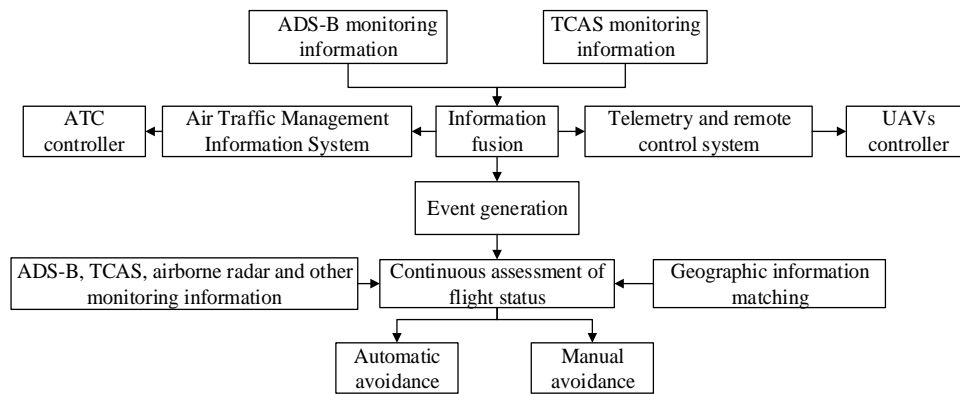 ADS-B monitoring
information
TCAS monitoring
information
ATC
controller
Air Traffic Management
Information System
Information
fusion
Telemetry and remote
control system
UAVs
controller
Event generation
ADS-B, TCAS, airborne radar and other
monitoring information
Continuous assessment of
flight status
Geographic information
matching
Automatic
avoidance
Manual
avoidance